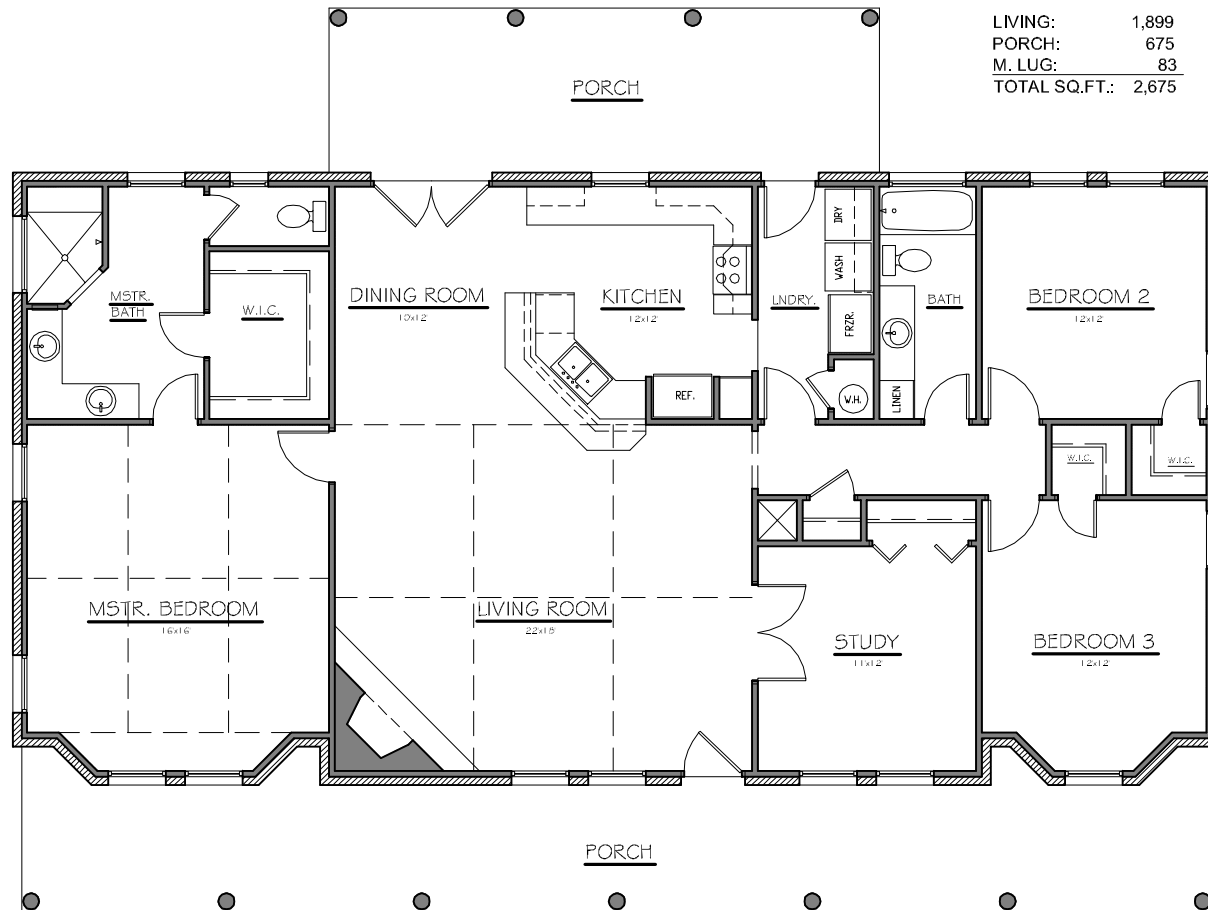 LIVING: 1,899
PORCH: 675
M. LUG: 83
TOTAL SQ.FT.: 2,675
PORCH
DRY
WASH
FRZR.
MSTR.
BATH
W.I.C.
DINING ROOM
10x12'
KITCHEN
12x12'
LNDRY.
BATH
BEDROOM 2
12x12'
REF.
W.H.
LINEN
W.I.C.
W.I.C.
MSTR. BEDROOM
16x16'
LIVING ROOM
22x18'
STUDY
11x12'
BEDROOM 3
12x12'
PORCH